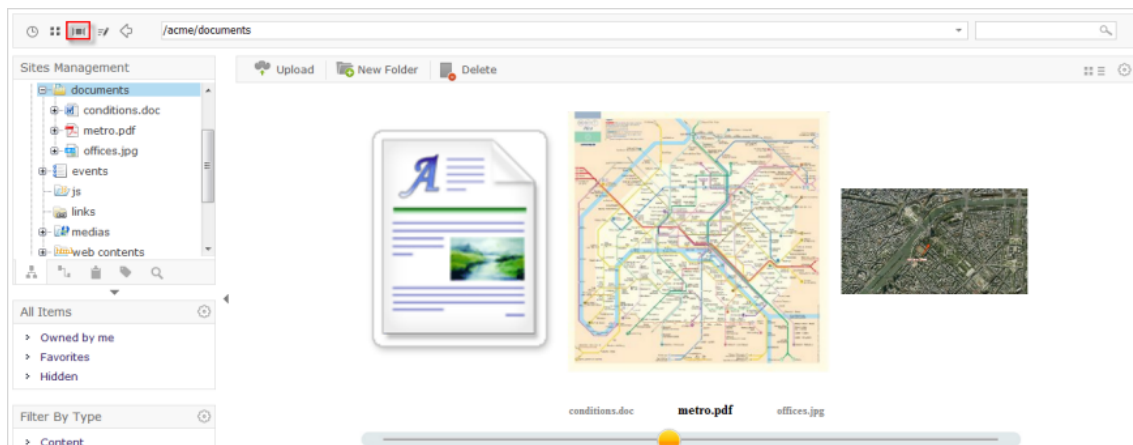 /acme/documents
Sites Management
documents
conditions.doc
metro.pdf
offices.jpg
events
js
links
medias
web contents
All Items
Owned by me
Favorites
Hidden
Filter By Type
Content
Upload New Folder Delete
A
conditions.doc metro.pdf offices.jpg